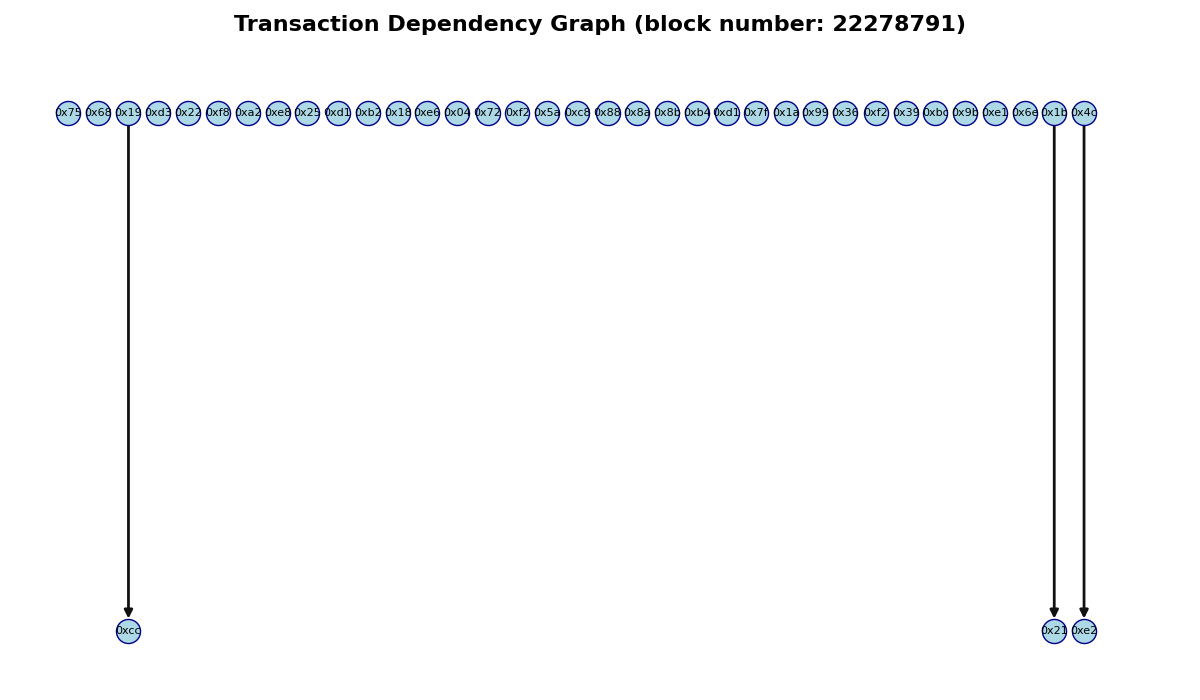 Transaction Dependency Graph (block number: 22278791)
0x75 0x68 0x19 0xd3 0x22 0xf8 0xa2 0xe8 0x25 0xd1 0xb2 0x18 0xe6 0x04 0x72 0xf2 0x5a 0xc8 0x88 0x8a 0x8b 0xb4 0xd1 0x7f 0x1a 0x99 0x36 0xf2 0x39 0xbc 0x9b 0xe1 0x6e 0x1b 0x4c
0xcc 0x21 0xe2